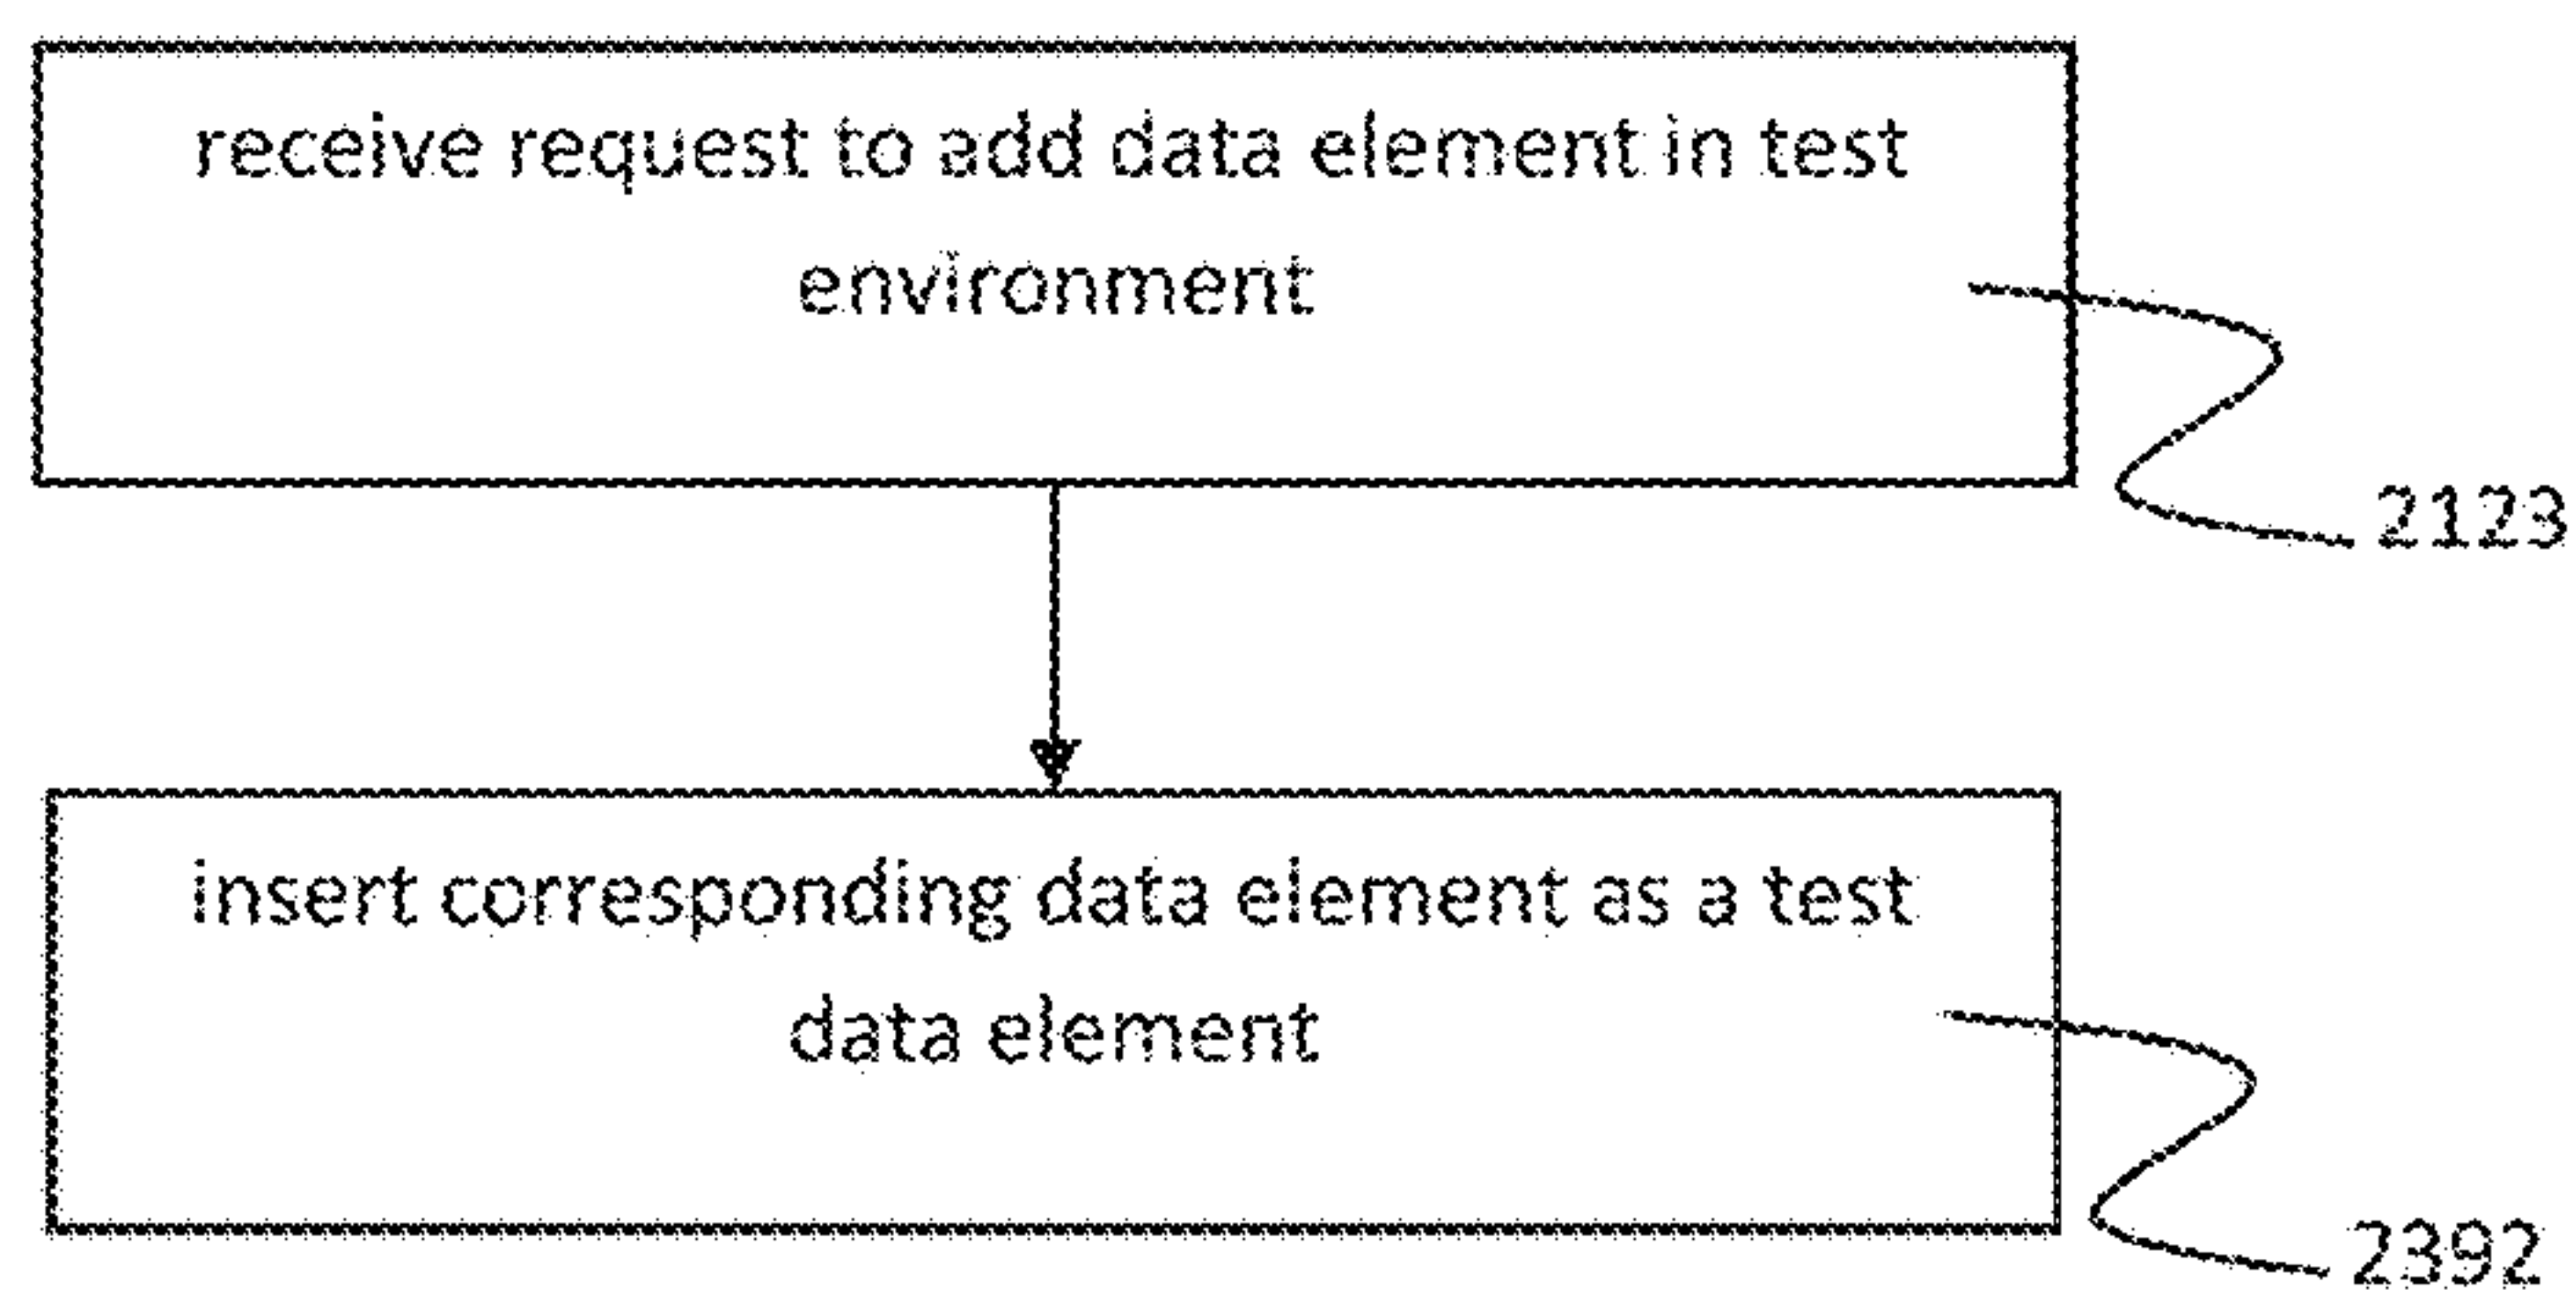 receive request to add data element in test
environment
2123
insert corresponding data element as a test
data element
2392